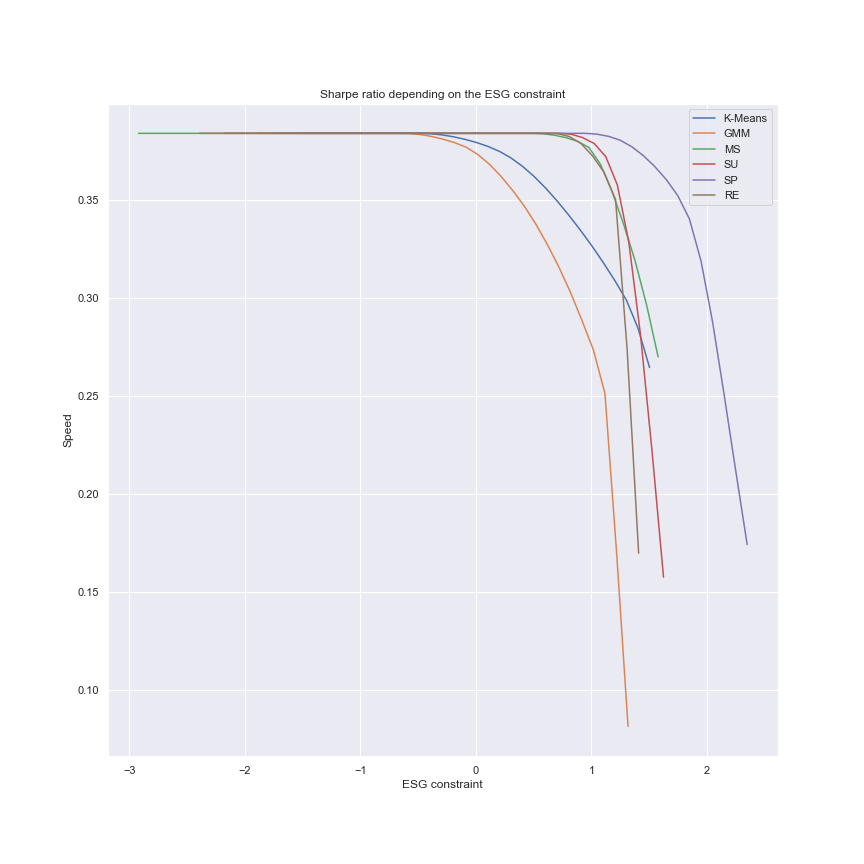 Sharpe ratio depending on the ESG constraint
K-Means
GMM
MS
SU
SP
RE
Speed
0.35
0.30
0.25
0.20
0.15
0.10
−3 −2 −1 0 1 2
ESG constraint